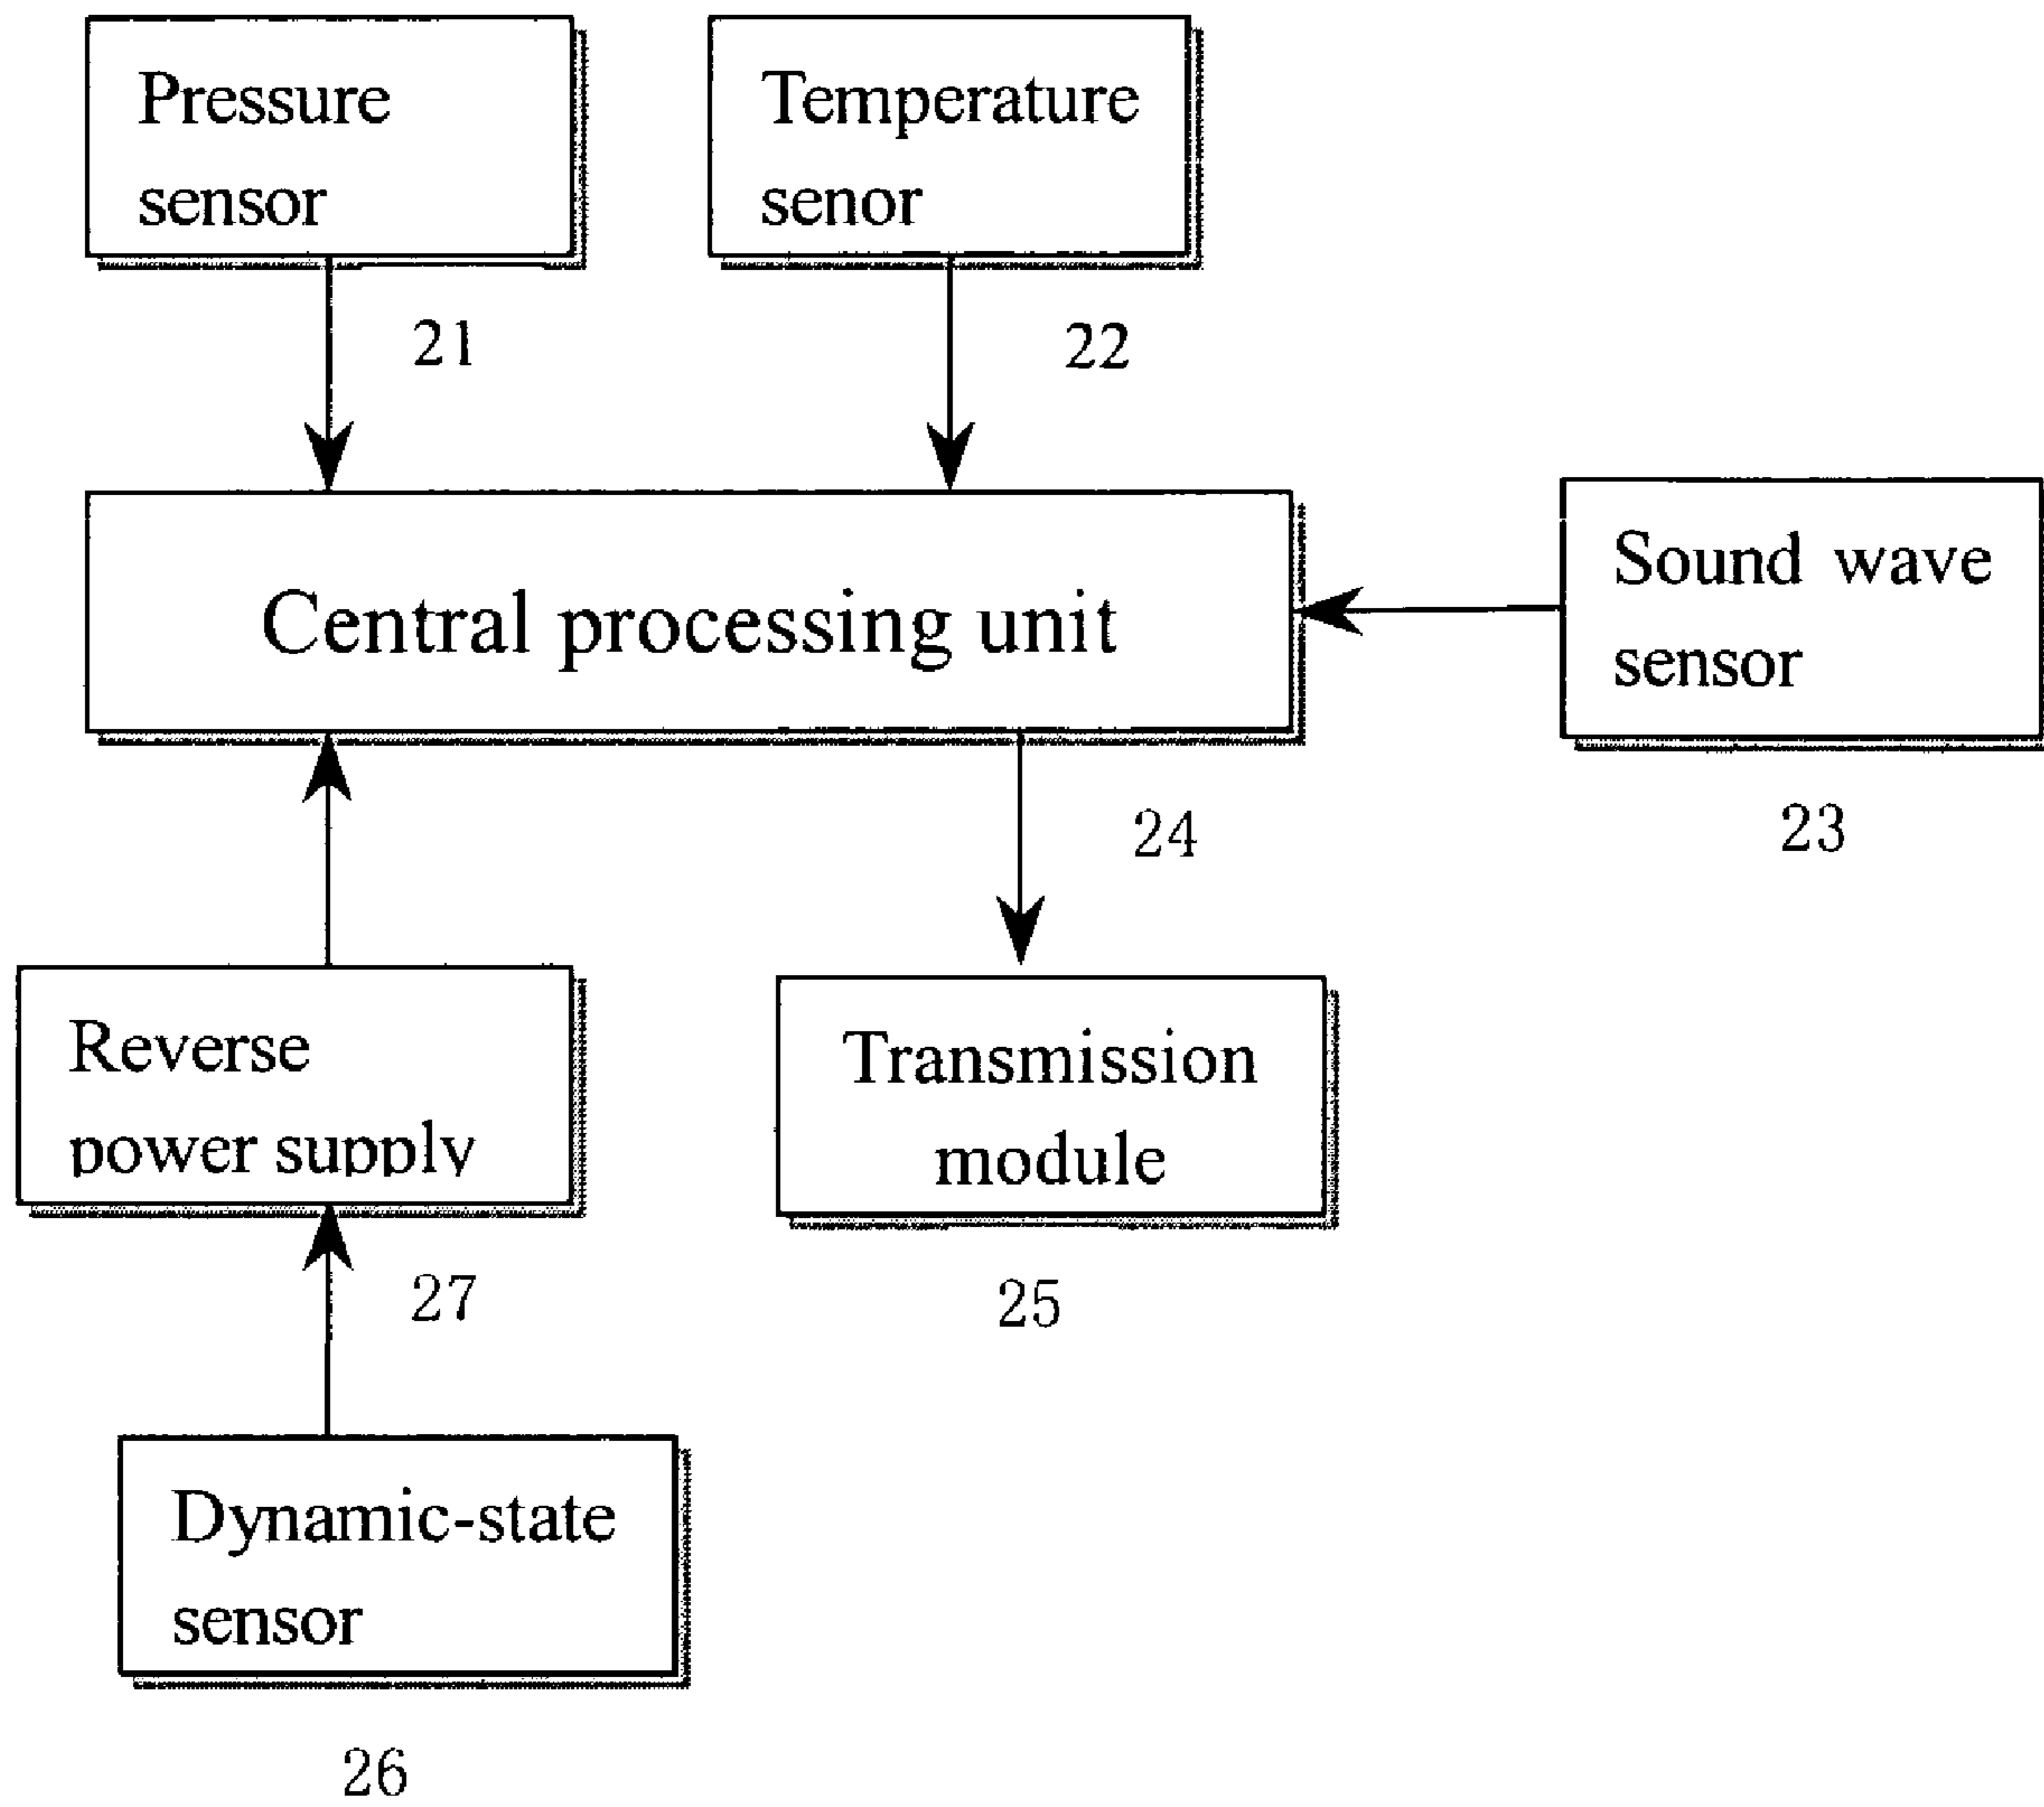 Pressure
sensor
Temperature
senor
21
22
Central processing unit
Sound wave
sensor
23
24
Reverse
power supply
Transmission
module
27
25
Dynamic-state
sensor
26